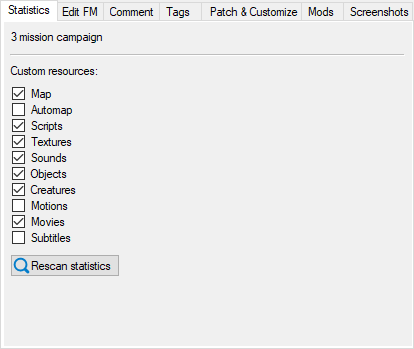 Statistics Edit FM Comment Tags Patch & Customize Mods Screenshots
3 mission campaign
Custom resources:
Map
Automap
Scripts
Textures
Sounds
Objects
Creatures
Motions
Movies
Subtitles
Rescan statistics